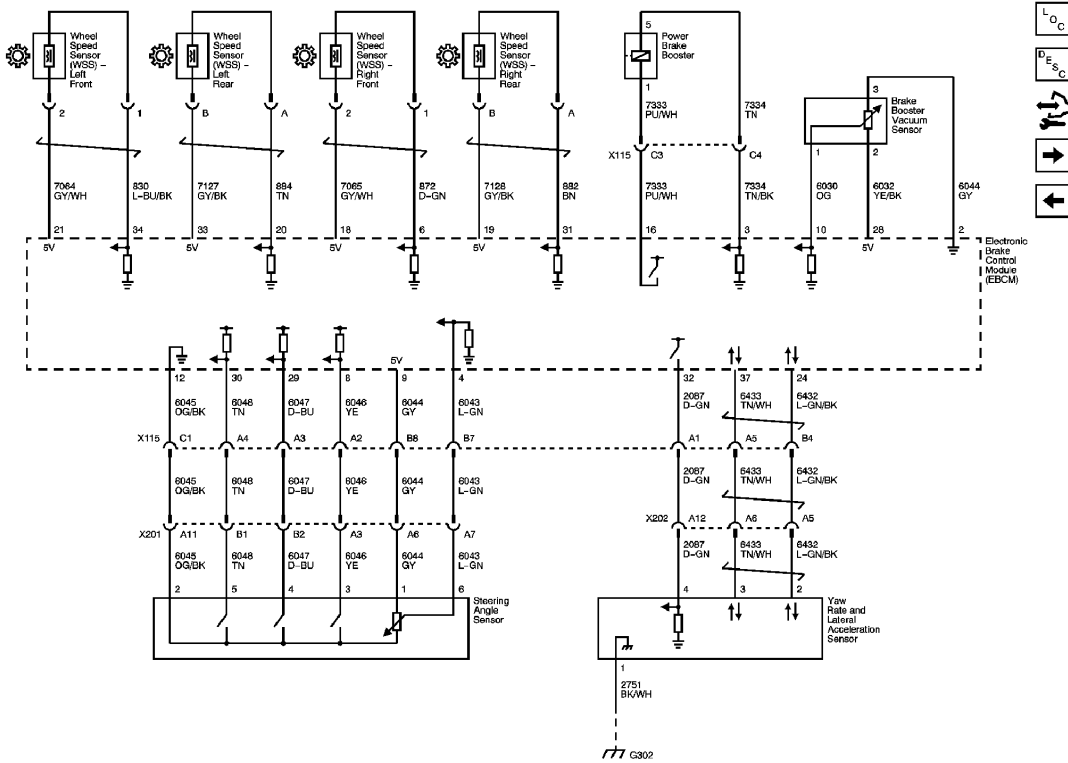 Wheel
Speed
Sensor
(WSS) –
Left
Front
Wheel
Speed
Sensor
(WSS) –
Left
Rear
Wheel
Speed
Sensor
(WSS) –
Right
Front
Wheel
Speed
Sensor
(WSS) –
Right
Rear
5
Power
Brake
Booster
1
3
Brake
Booster
Vacuum
Sensor
1 2
LOC
DESC
2 1 B A 2 1 B A
7333
PU/WH
7334
TN
X115 C3 C4
7064
GY/WH
830
L-BU/BK
7127
GY/BK
884
TN
7065
GY/WH
872
D-GN
7128
GY/BK
882
BN
7333
PU/WH
7334
TN/BK
6030
OG
6032
YE/BK
6044
GY
21 34 33 20 18 6 19 31 16 3 10 28 2
5V 5V 5V 5V 5V
Electronic
Brake
Control
Module
(EBCM)
5V
12 30 29 8 9 4 32 37 24
6045
OG/BK
6048
TN
6047
D-BU
6046
YE
6044
GY
6043
L-GN
2087
D-GN
6433
TN/WH
6432
L-GN/BK
X115 C1 A4 A3 A2 B8 B7 A1 A5 B4
6045
OG/BK
6048
TN
6047
D-BU
6046
YE
6044
GY
6043
L-GN
2087
D-GN
6433
TN/WH
6432
L-GN/BK
X201 A11 B1 B2 A3 A6 A7
X202 A12 A6 A5
6045
OG/BK
6048
TN
6047
D-BU
6046
YE
6044
GY
6043
L-GN
2087
D-GN
6433
TN/WH
6432
L-GN/BK
2 5 4 3 1 6 4 3 2
Steering
Angle
Sensor
Yaw
Rate and
Lateral
Acceleration
Sensor
1
2751
BK/WH
G302